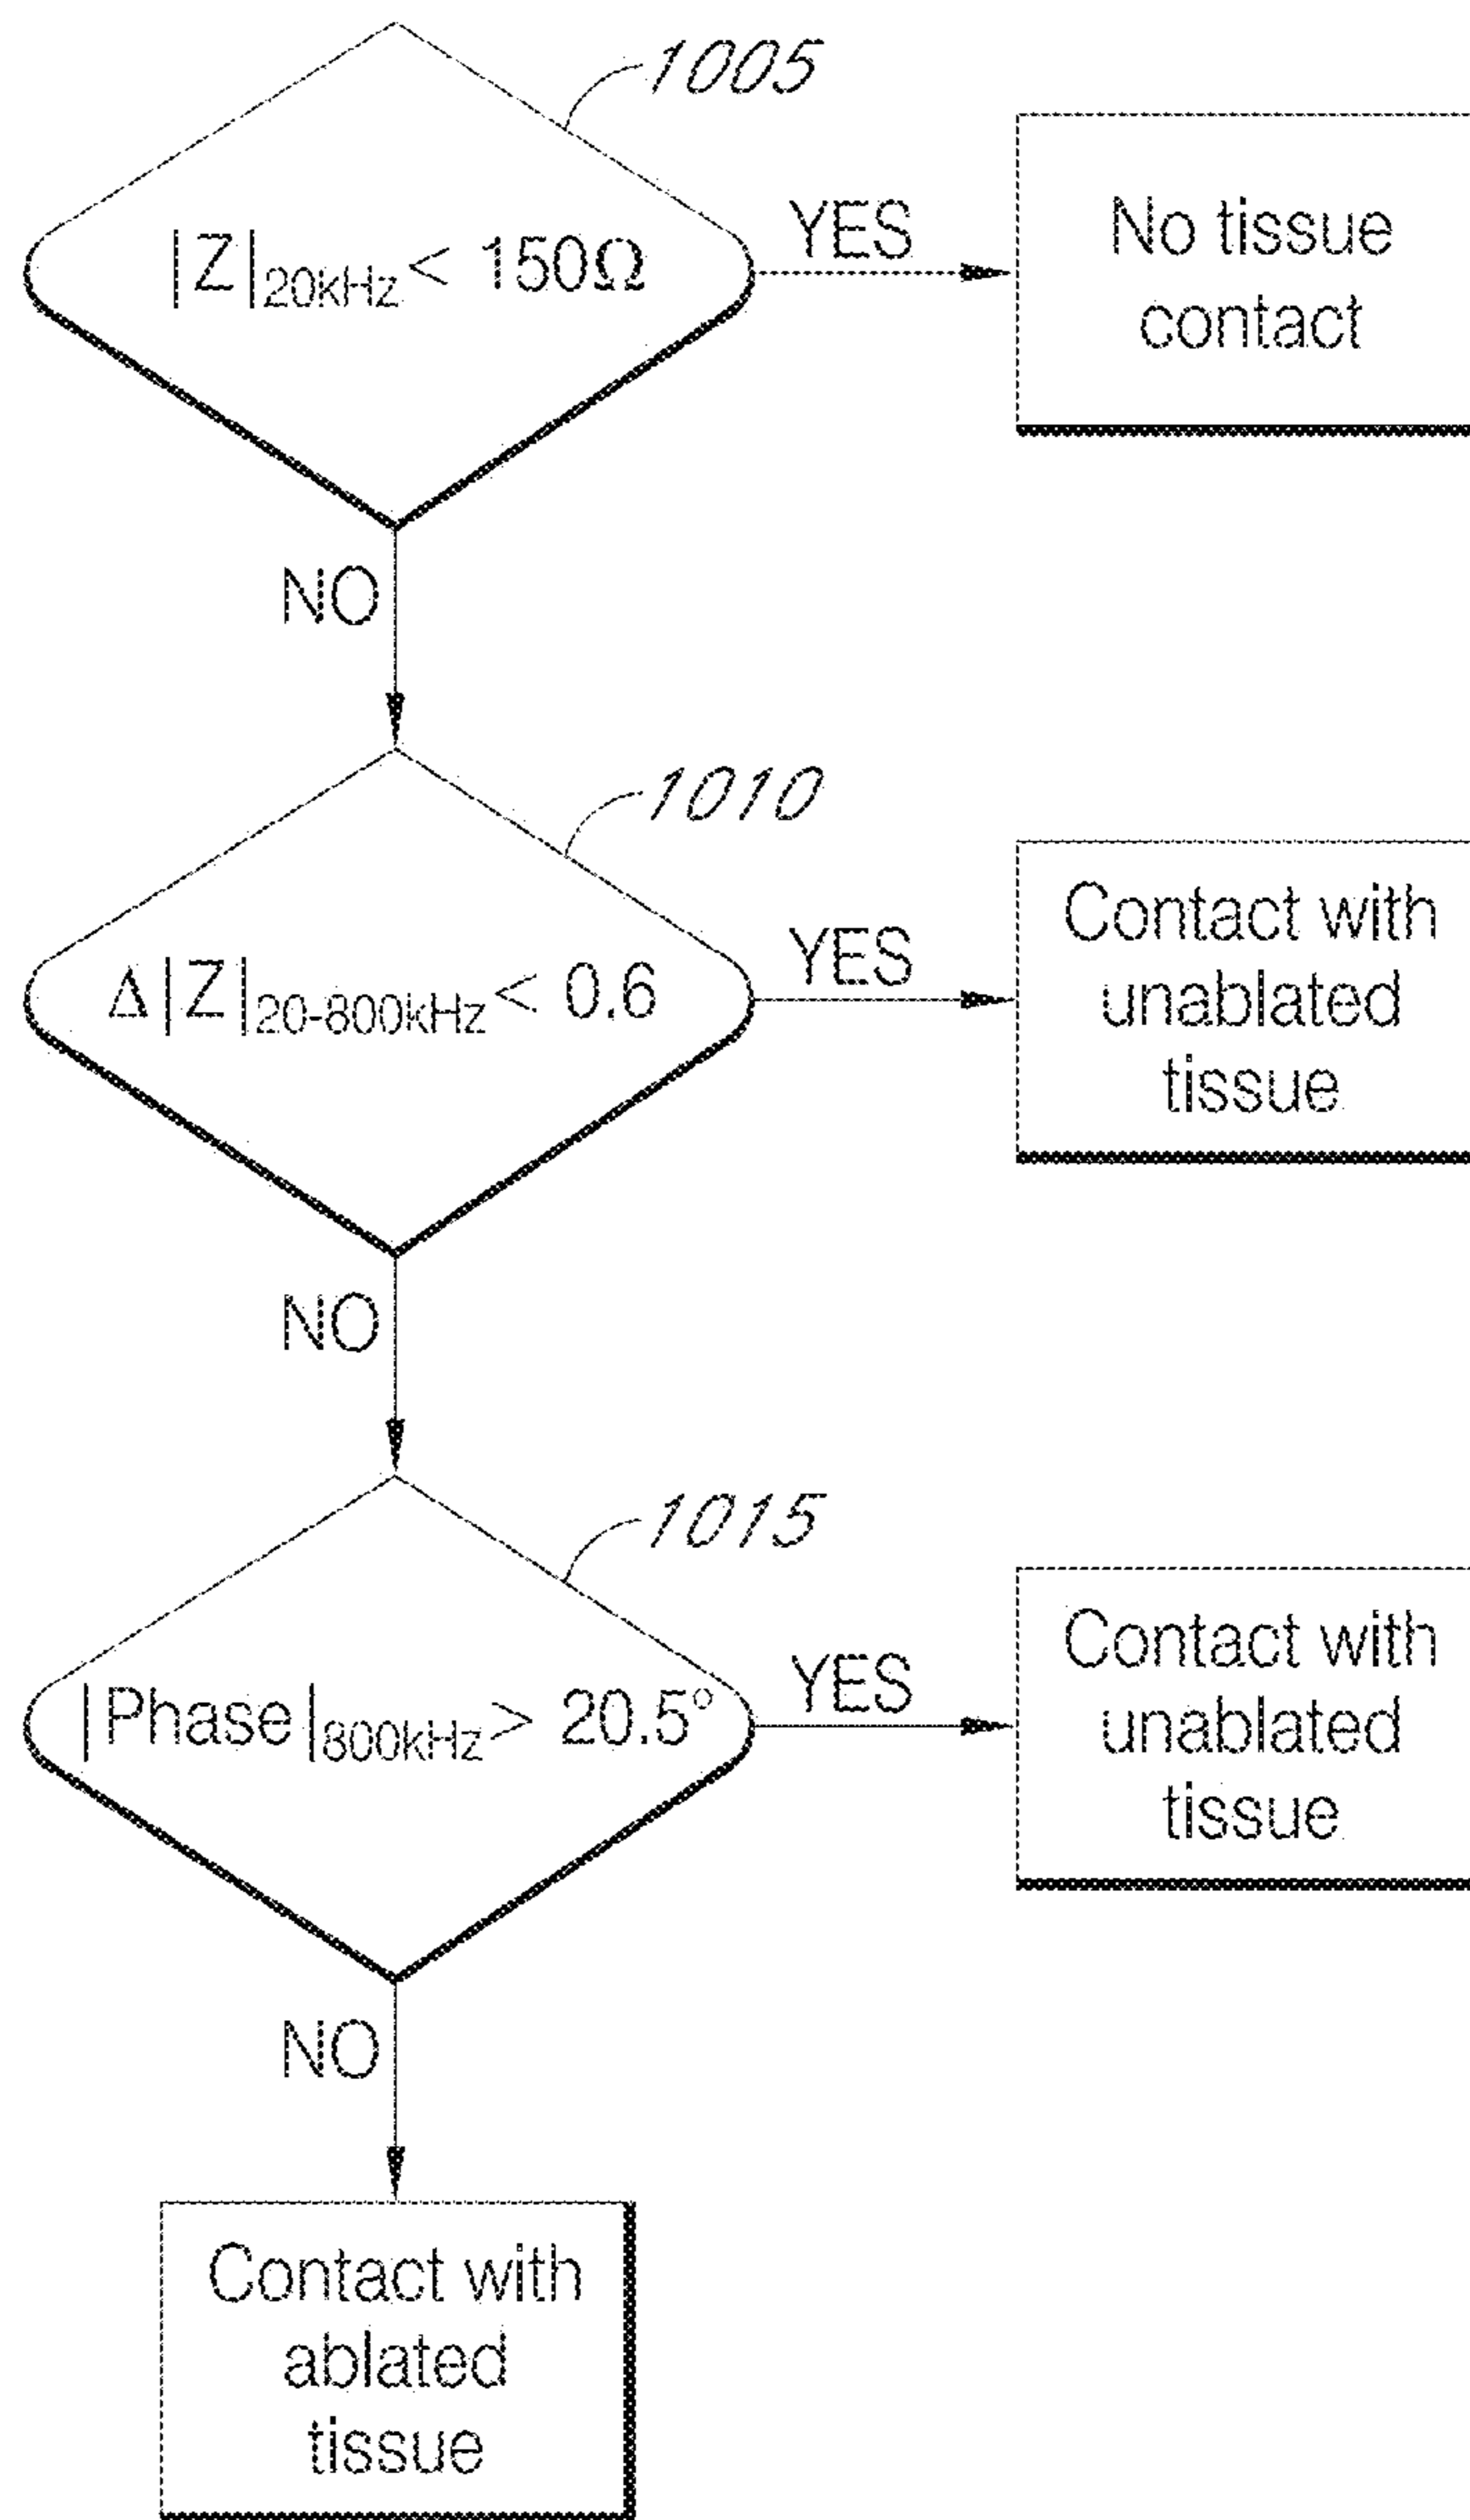 1005
|Z|20kHz < 150Ω
YES
No tissue
contact
NO
1010
Δ|Z|20-800kHz < 0.6
YES
Contact with
unablated
tissue
NO
1015
|Phase|800kHz > 20.5°
YES
Contact with
unablated
tissue
NO
Contact with
ablated
tissue